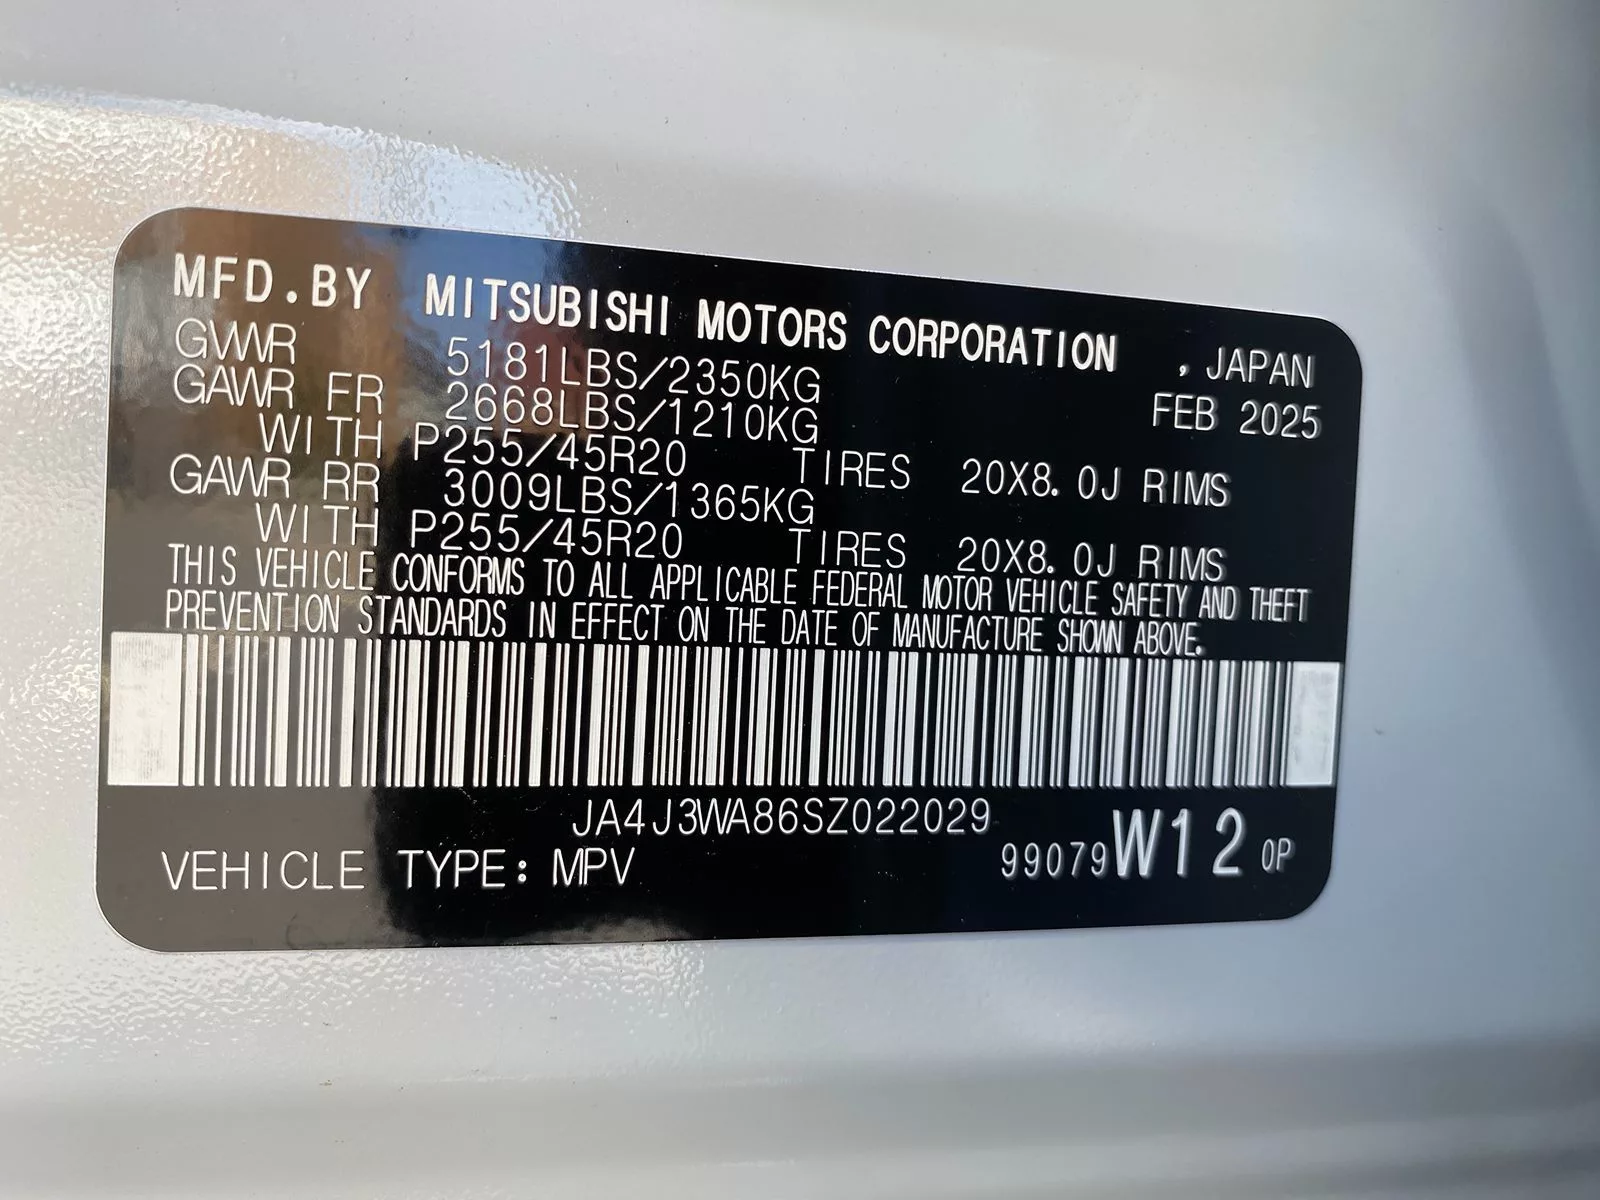 MFD.BY MITSUBISHI MOTORS CORPORATION , JAPAN
GVWR 5181LBS/2350KG FEB 2025
GAWR FR 2668LBS/1210KG
WITH P255/45R20 TIRES 20X8.0J RIMS
GAWR RR 3009LBS/1365KG
WITH P255/45R20 TIRES 20X8.0J RIMS
THIS VEHICLE CONFORMS TO ALL APPLICABLE FEDERAL MOTOR VEHICLE SAFETY AND THEFT
PREVENTION STANDARDS IN EFFECT ON THE DATE OF MANUFACTURE SHOWN ABOVE.
JA4J3WA86SZ022029
VEHICLE TYPE: MPV 99079 W12 0P